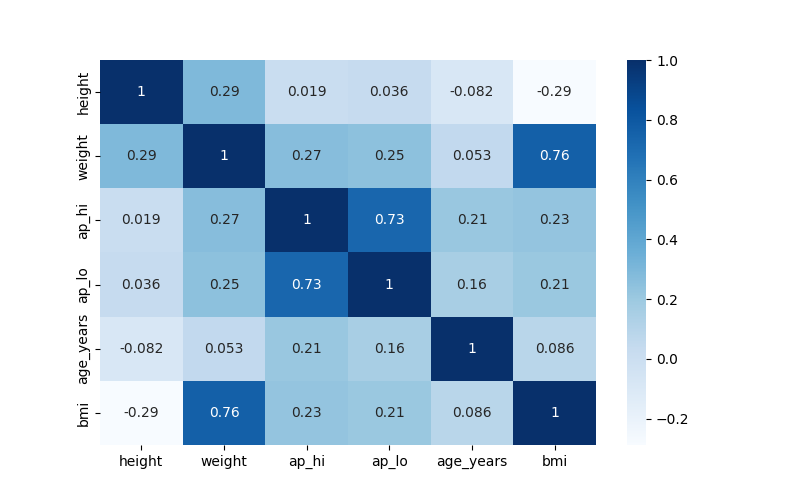 height 1 0.29 0.019 0.036 -0.082 -0.29
weight 0.29 1 0.27 0.25 0.053 0.76
ap_hi 0.019 0.27 1 0.73 0.21 0.23
ap_lo 0.036 0.25 0.73 1 0.16 0.21
age_years -0.082 0.053 0.21 0.16 1 0.086
bmi -0.29 0.76 0.23 0.21 0.086 1
height weight ap_hi ap_lo age_years bmi
1.0
0.8
0.6
0.4
0.2
0.0
−0.2